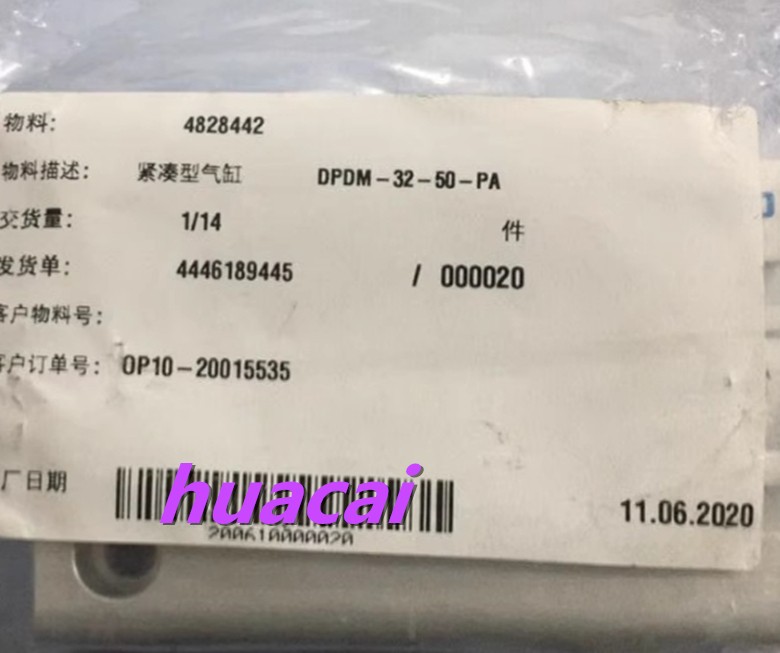 物料: 4828442
物料描述: 紧凑型气缸 DPDM-32-50-PA
交货量: 1/14 件
发货单: 4446189445 / 000020
客户物料号:
客户订单号: OP10-20015535
厂日期 11.06.2020
huacai
200610000020